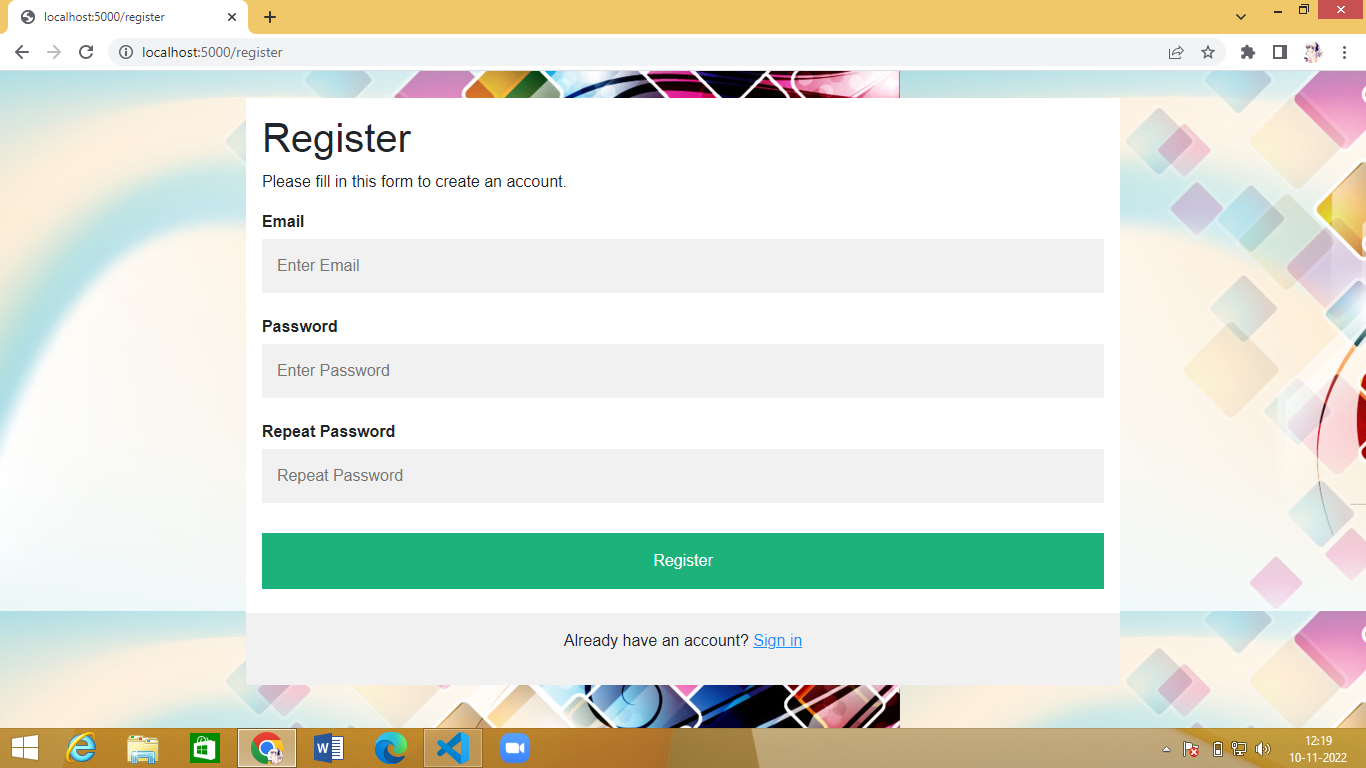 localhost:5000/register
localhost:5000/register
Register
Please fill in this form to create an account.
Email
Enter Email
Password
Enter Password
Repeat Password
Repeat Password
Register
Already have an account? Sign in
12:19
10-11-2022